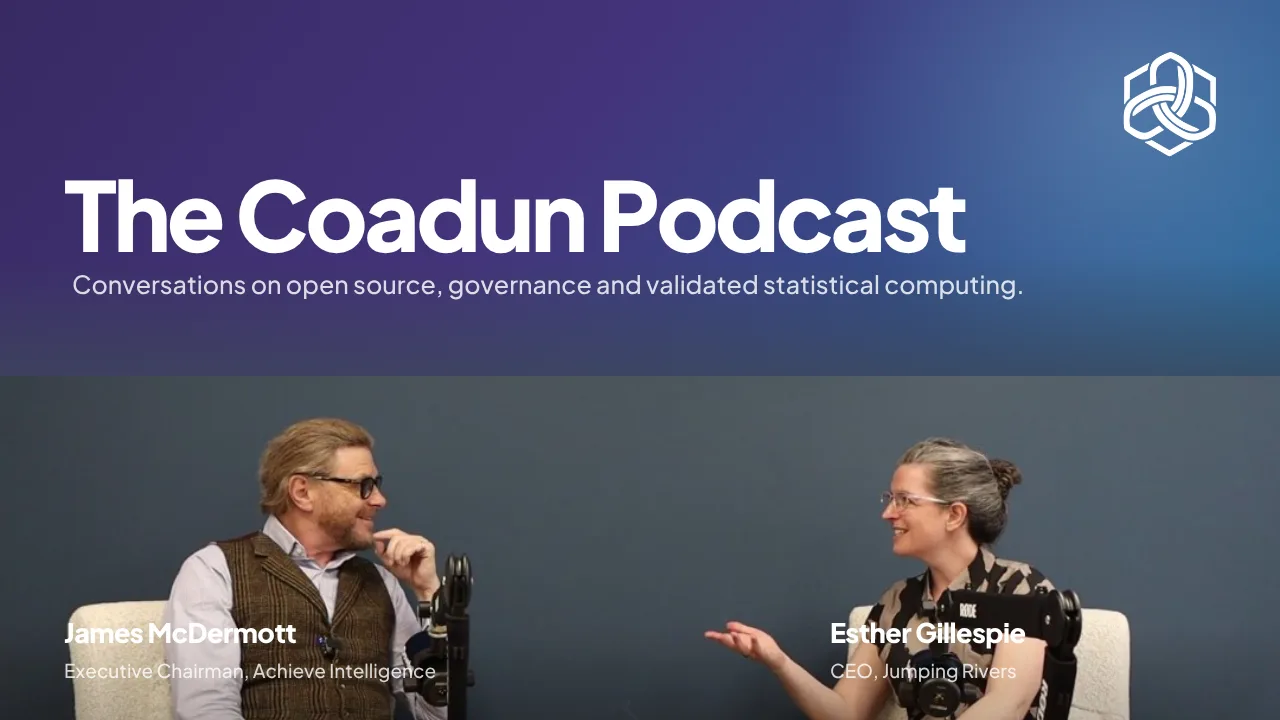 The Coadun Podcast
Conversations on open source, governance and validated statistical computing.
RØDE
James McDermott
Executive Chairman, Achieve Intelligence
Esther Gillespie
CEO, Jumping Rivers